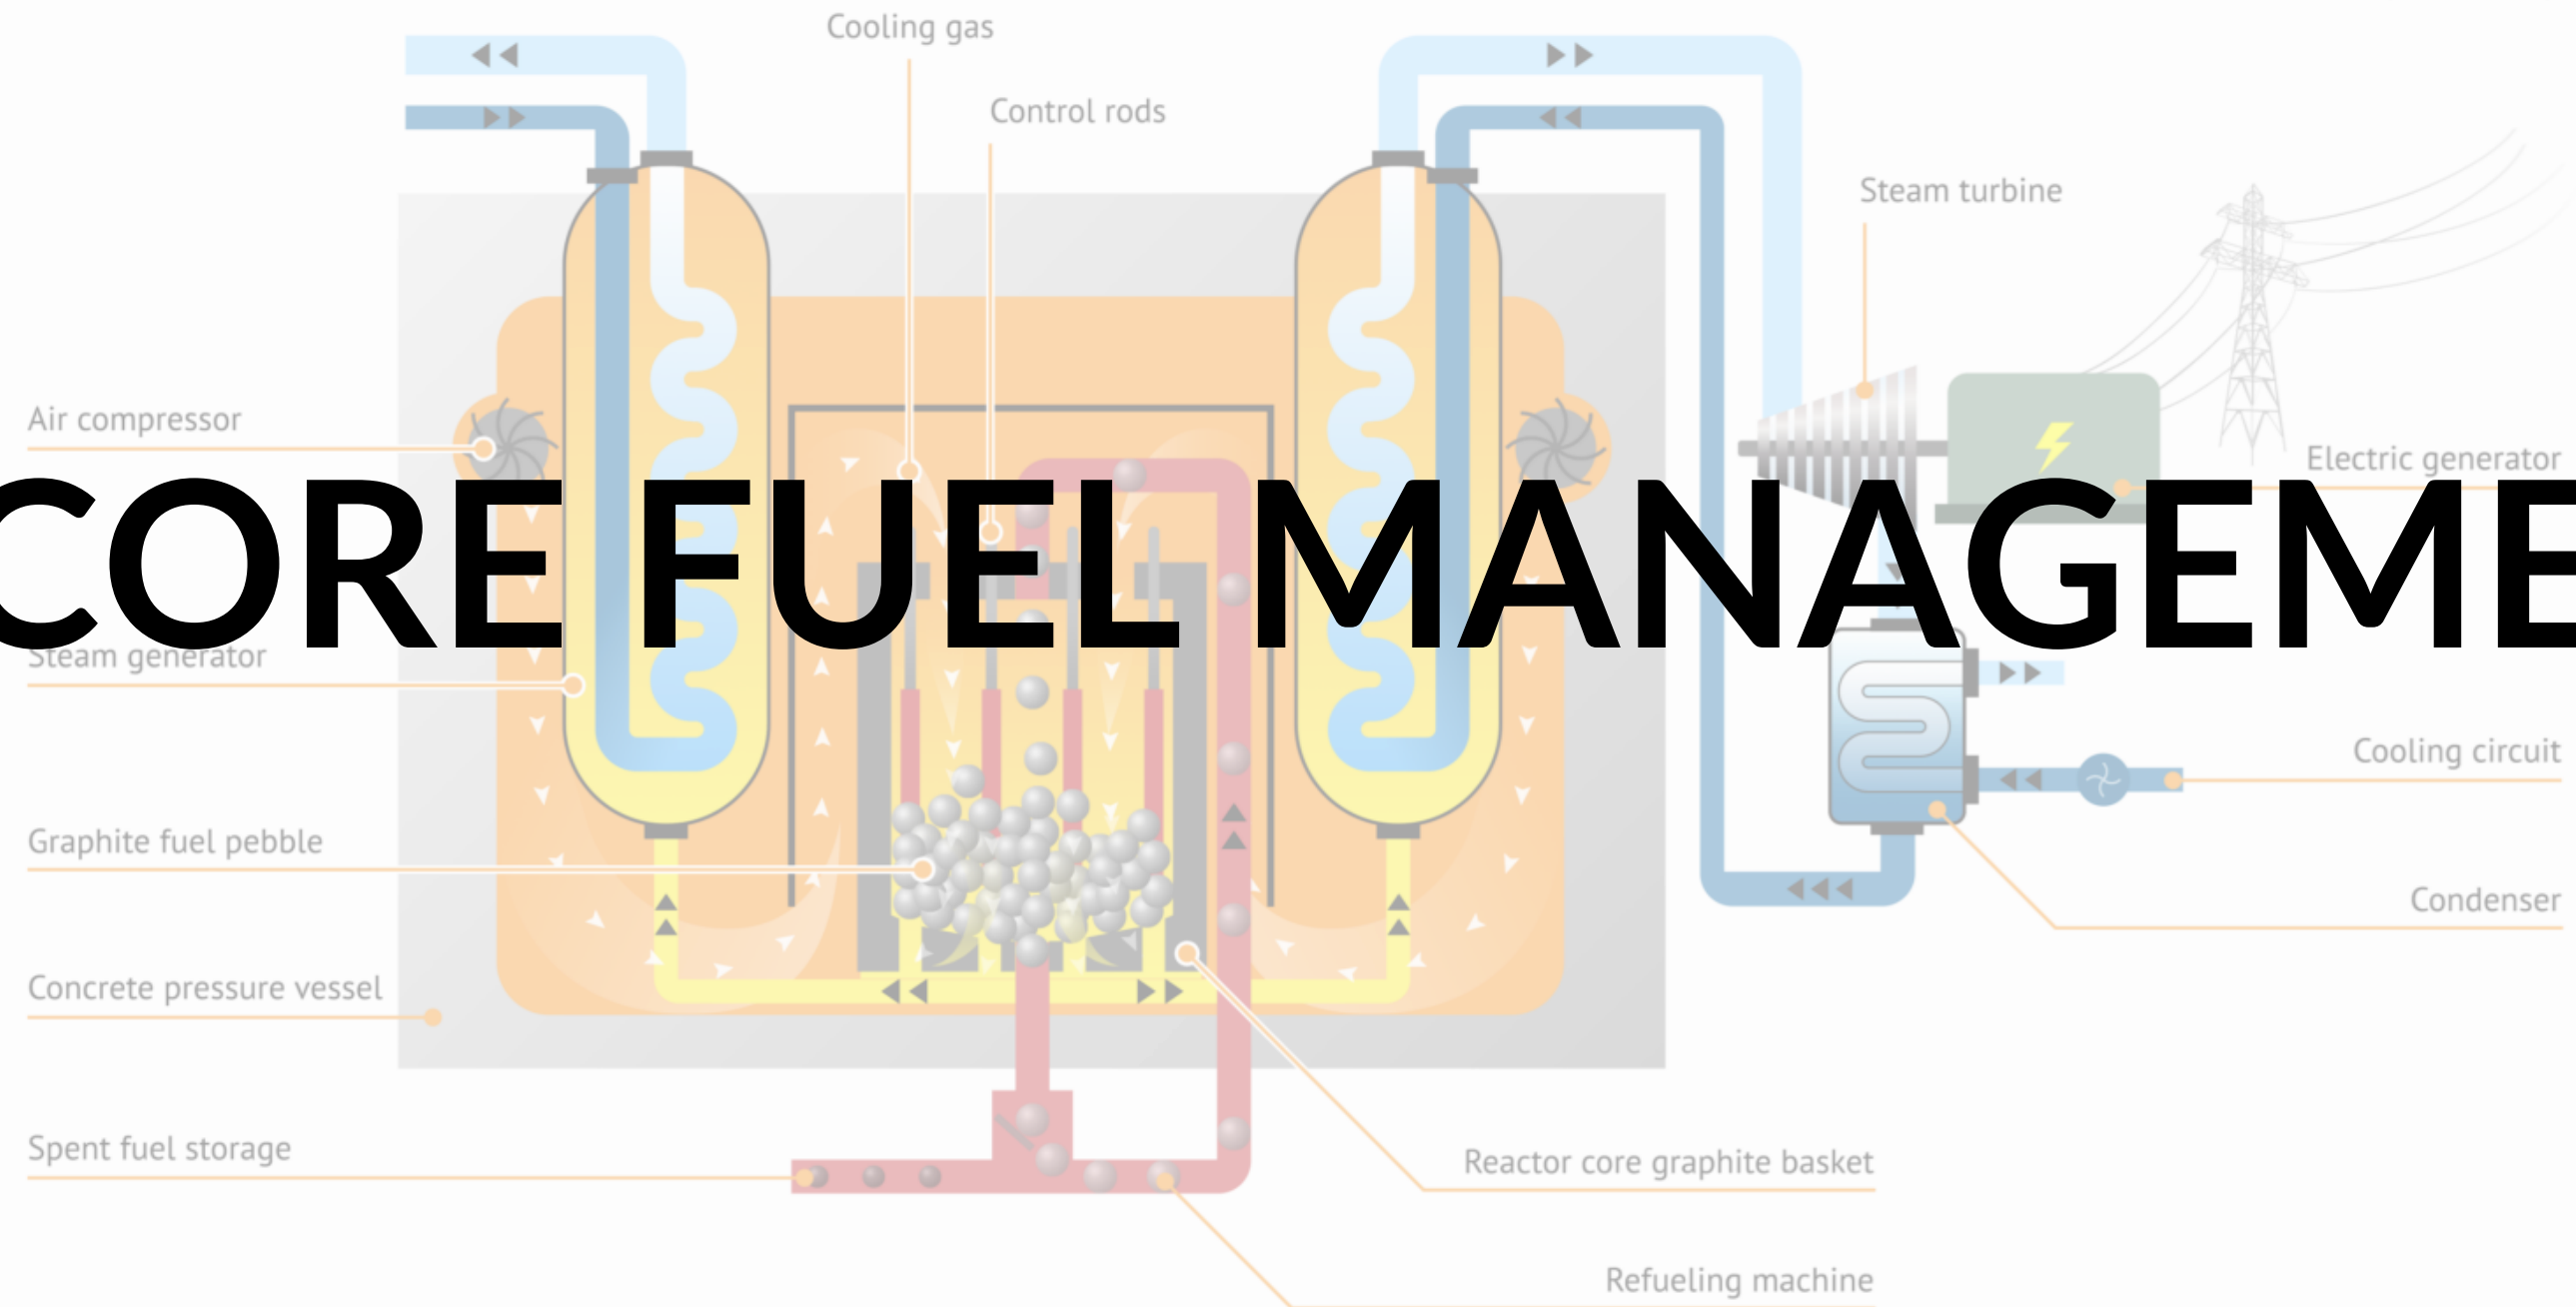 Cooling gas
Control rods
Steam turbine
Air compressor
Electric generator
CORE FUEL MANAGEME
Steam generator
Cooling circuit
Graphite fuel pebble
Condenser
Concrete pressure vessel
Spent fuel storage
Reactor core graphite basket
Refueling machine